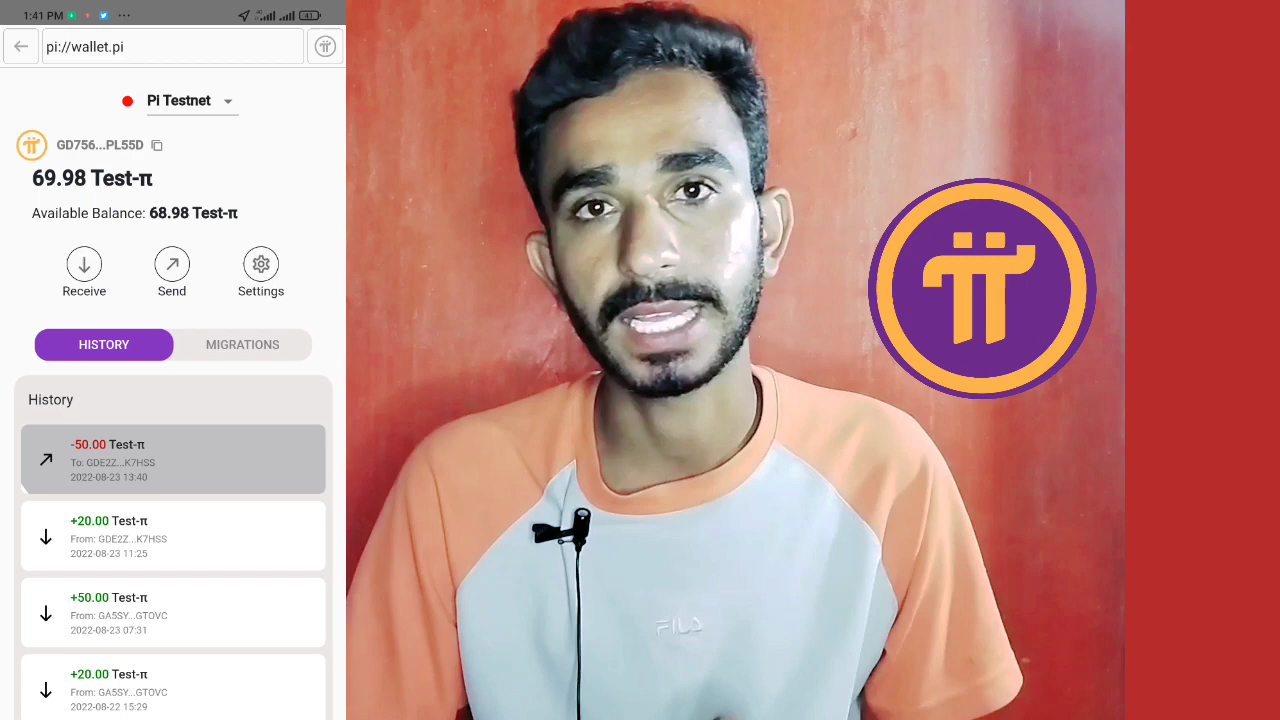 1:41 PM
41
pi://wallet.pi
Pi Testnet
GD756...PL55D
69.98 Test-π
Available Balance: 68.98 Test-π
Receive
Send
Settings
HISTORY
MIGRATIONS
History
-50.00 Test-π
To: GDE2Z...K7HSS
2022-08-23 13:40
+20.00 Test-π
From: GDE2Z...K7HSS
2022-08-23 11:25
+50.00 Test-π
From: GA5SY...GTOVC
2022-08-23 07:31
+20.00 Test-π
From: GA5SY...GTOVC
2022-08-22 15:29
FILA